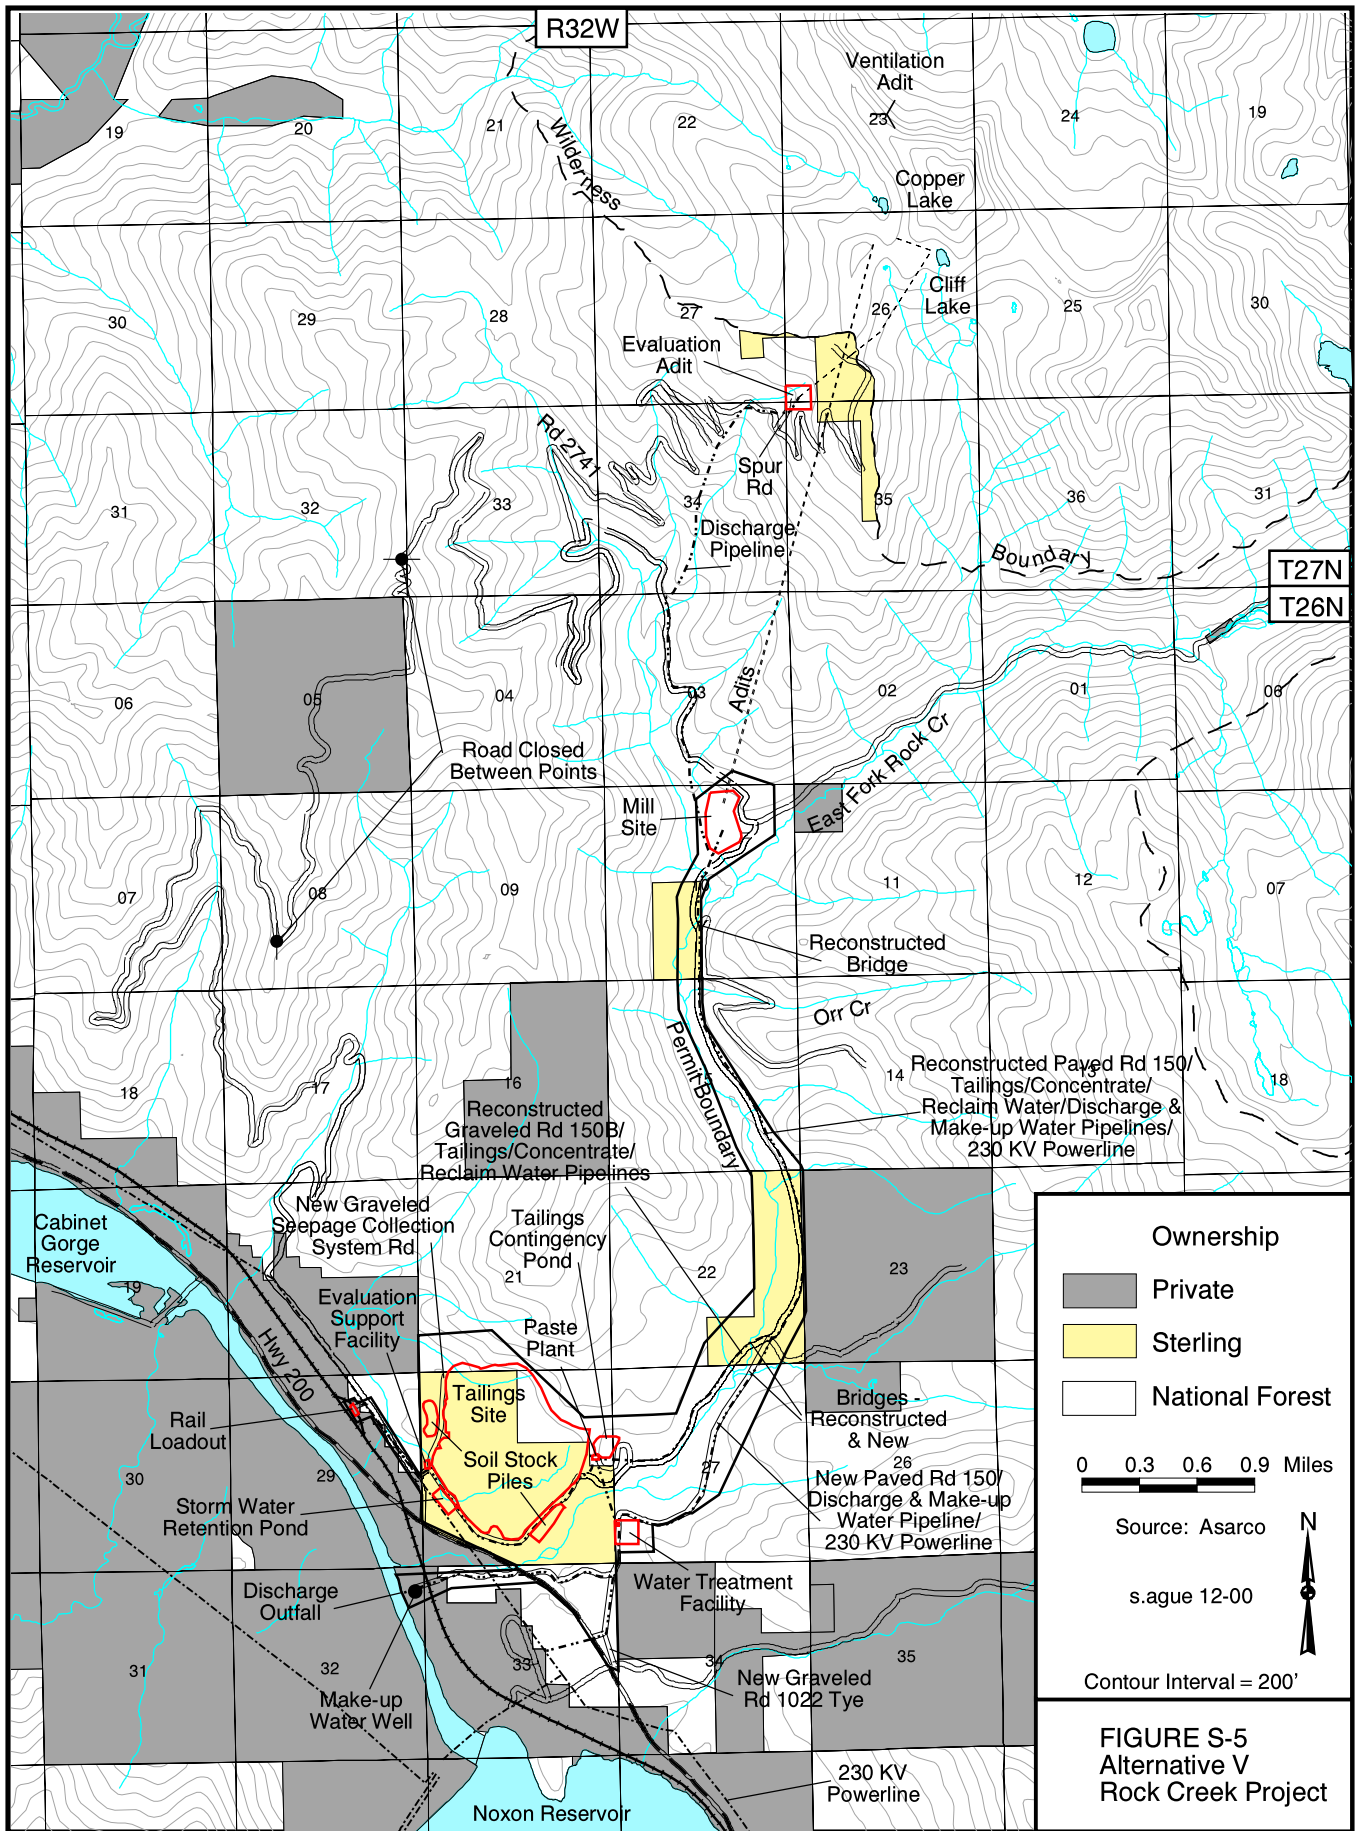 R32W
Ventilation
Adit
19
20
21
22
23
24
19
Wilderness
Copper
Lake
Cliff
Lake
30
29
28
27
26
25
30
Evaluation
Adit
Rd 2741
Spur
Rd
31
32
33
34
35
36
31
Discharge
Pipeline
Boundary
T27N
T26N
Adits
06
05
04
03
02
01
06
Road Closed
Between Points
East Fork Rock Cr
Mill
Site
07
08
09
10
11
12
07
Reconstructed
Bridge
Orr Cr
Permit Boundary
18
17
16
15
14
13
18
Reconstructed Paved Rd 150/
Tailings/Concentrate/
Reclaim Water/Discharge &
Make-up Water Pipelines/
230 KV Powerline
Reconstructed
Graveled Rd 150B/
Tailings/Concentrate/
Reclaim Water Pipelines
New Graveled
Seepage Collection
System Rd
Tailings
Contingency
Pond
Cabinet
Gorge
Reservoir
19
21
22
23
Evaluation
Support
Facility
Paste
Plant
Hwy 200
Tailings
Site
Rail
Loadout
Soil Stock
Piles
Bridges -
Reconstructed
& New
30
29
27
26
Storm Water
Retention Pond
New Paved Rd 150/
Discharge & Make-up
Water Pipeline/
230 KV Powerline
Discharge
Outfall
Water Treatment
Facility
31
32
33
34
35
New Graveled
Rd 1022 Tye
Make-up
Water Well
230 KV
Powerline
Noxon Reservoir
Ownership
Private
Sterling
National Forest
0 0.3 0.6 0.9 Miles
Source: Asarco
N
s.ague 12-00
Contour Interval = 200'
FIGURE S-5
Alternative V
Rock Creek Project